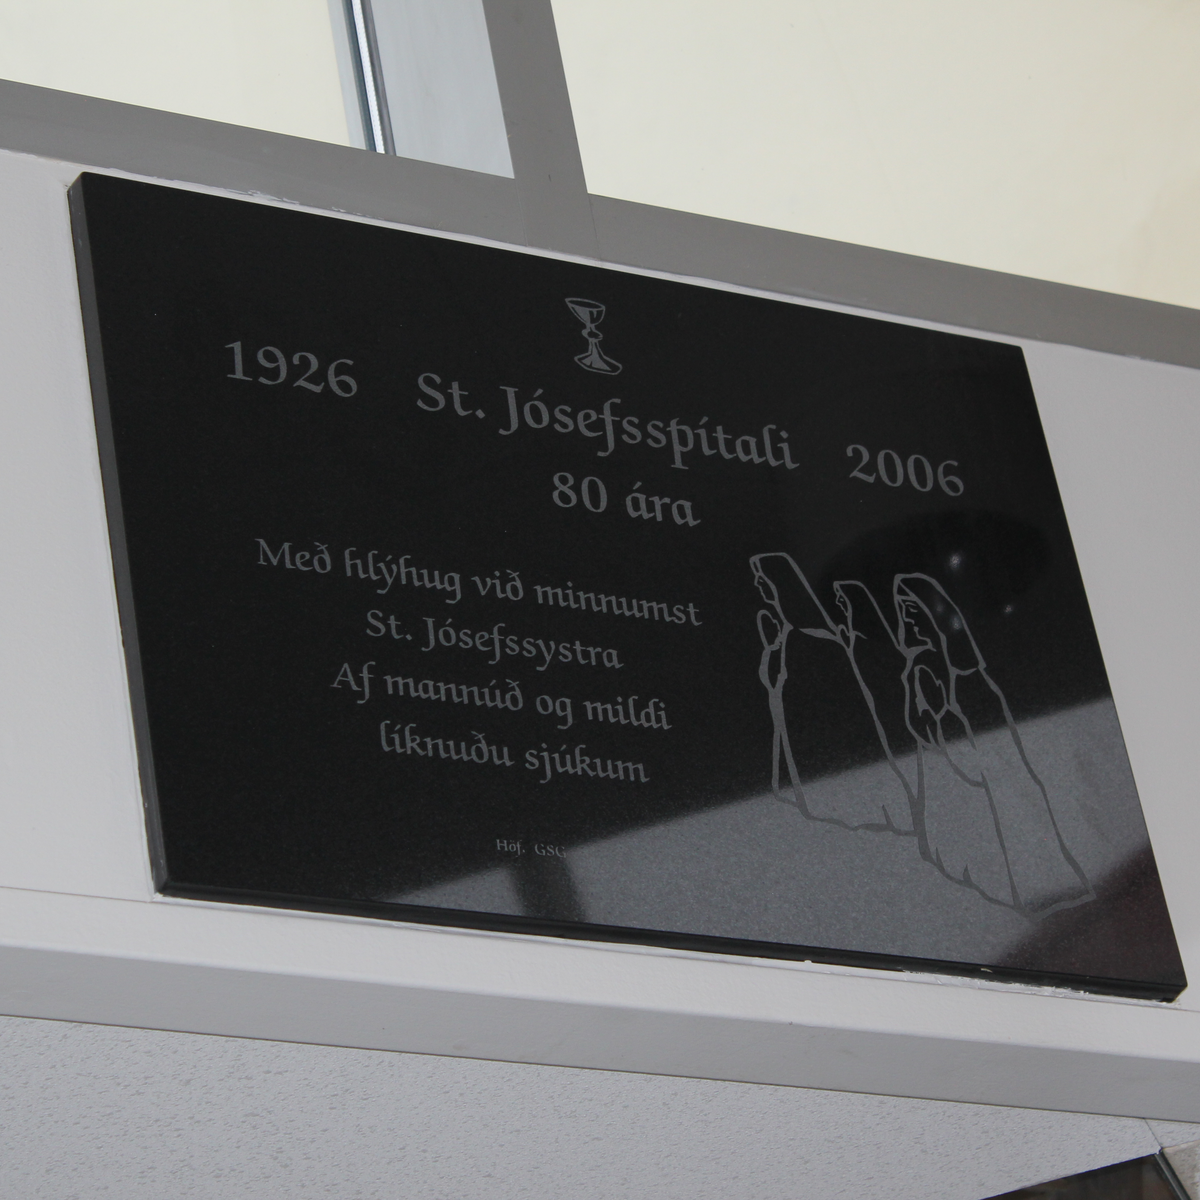 1926 St. Jósefsspítali 2006
80 ára
Með hlýhug við minnumst
St. Jósefssystra
Af mannúð og mildi
líknuðu sjúkum
Höf. GSG